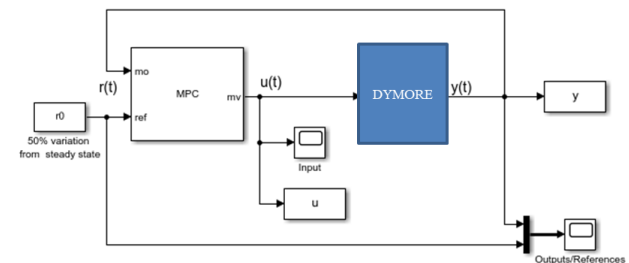 mo
r(t)
MPC
mv
u(t)
DYMORE
y(t)
y
r0
ref
50% variation
from steady state
Input
u
Outputs/References